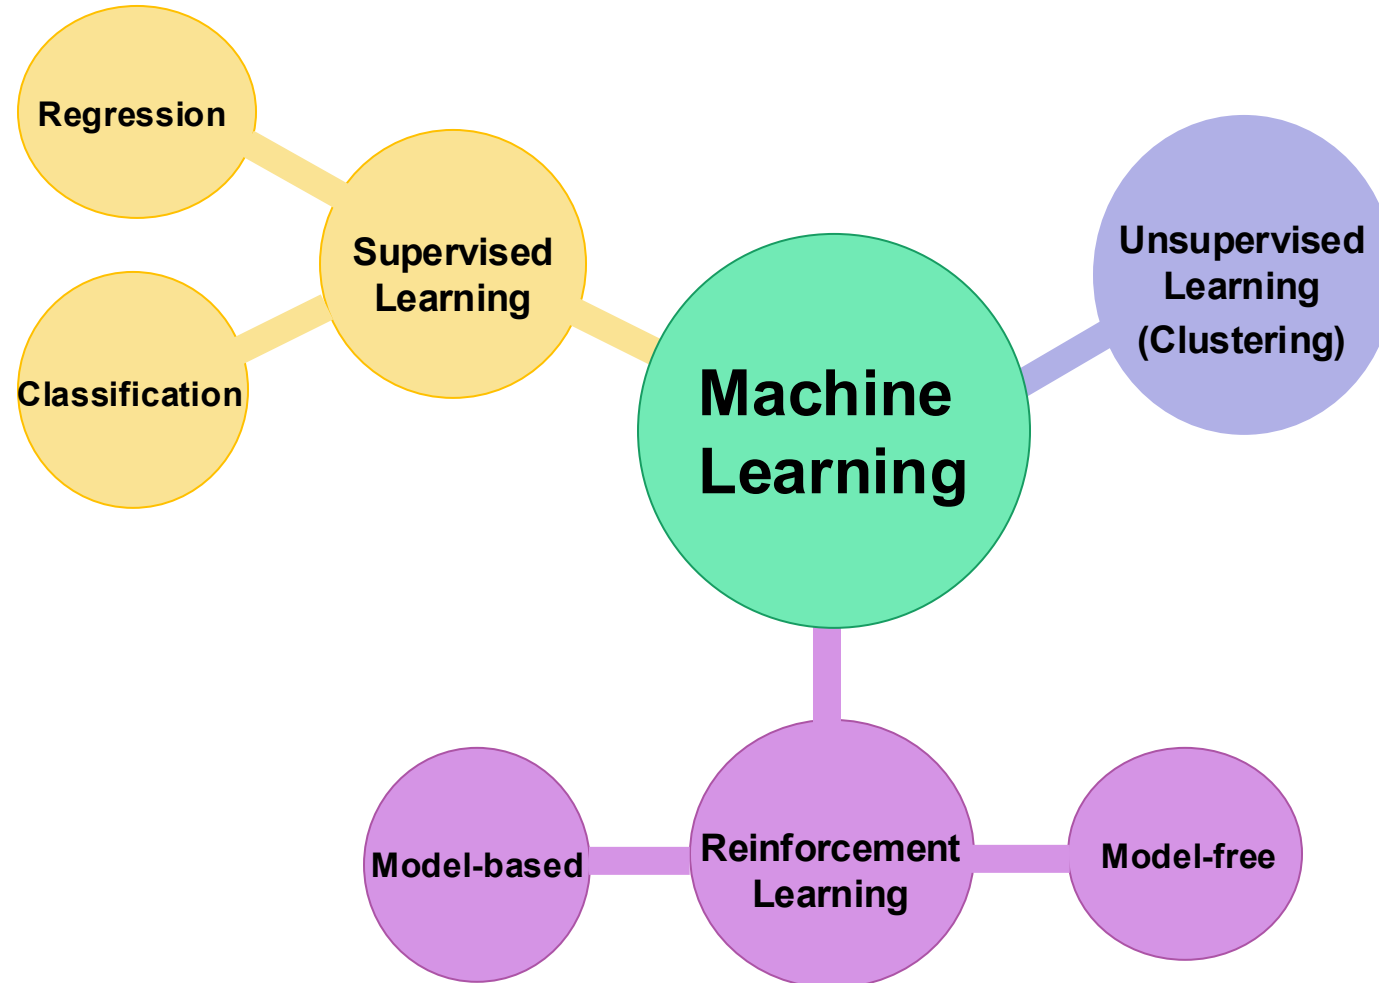 Regression
Supervised
Learning
Classification
Machine
Learning
Unsupervised
Learning
(Clustering)
Model-based
Reinforcement
Learning
Model-free